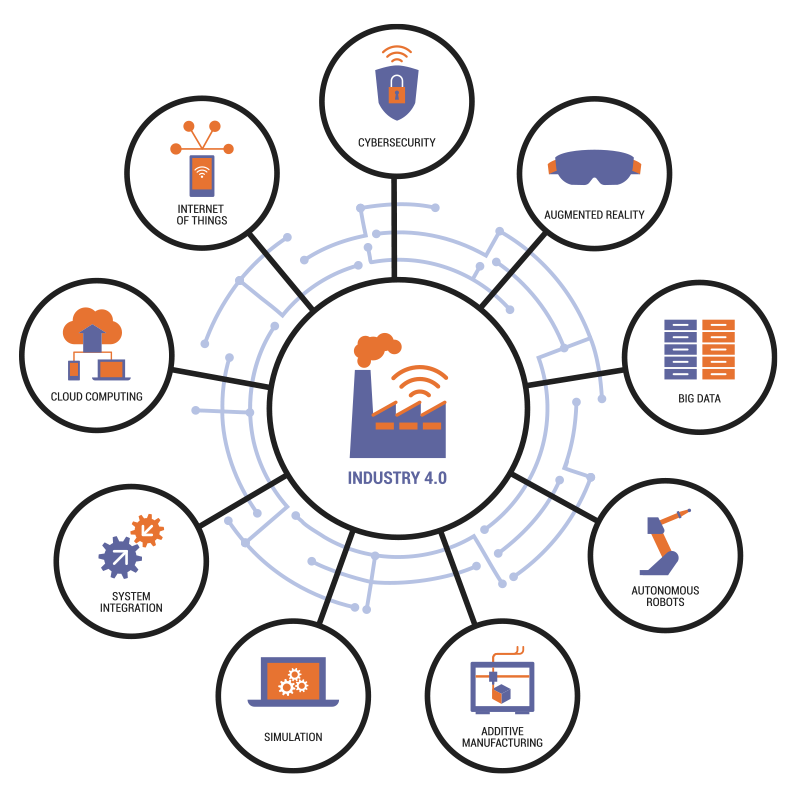 CYBERSECURITY
AUGMENTED REALITY
BIG DATA
AUTONOMOUS
ROBOTS
ADDITIVE
MANUFACTURING
SIMULATION
SYSTEM
INTEGRATION
CLOUD COMPUTING
INTERNET
OF THINGS
INDUSTRY 4.0